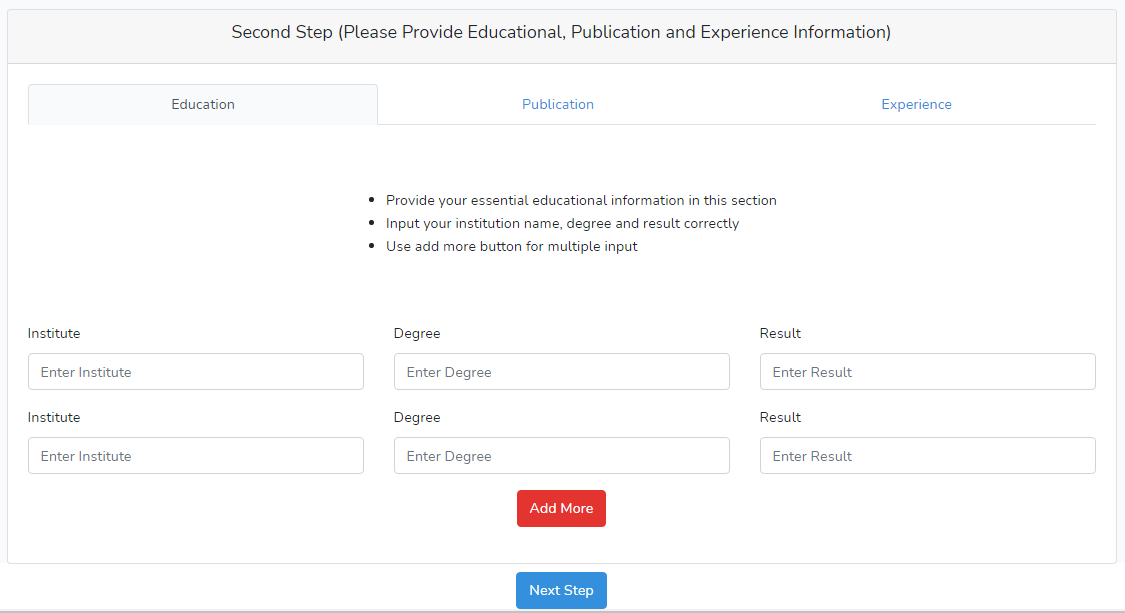 Second Step (Please Provide Educational, Publication and Experience Information)
Education Publication Experience
Provide your essential educational information in this section
Input your institution name, degree and result correctly
Use add more button for multiple input
Institute Degree Result
Enter Institute Enter Degree Enter Result
Institute Degree Result
Enter Institute Enter Degree Enter Result
Add More
Next Step